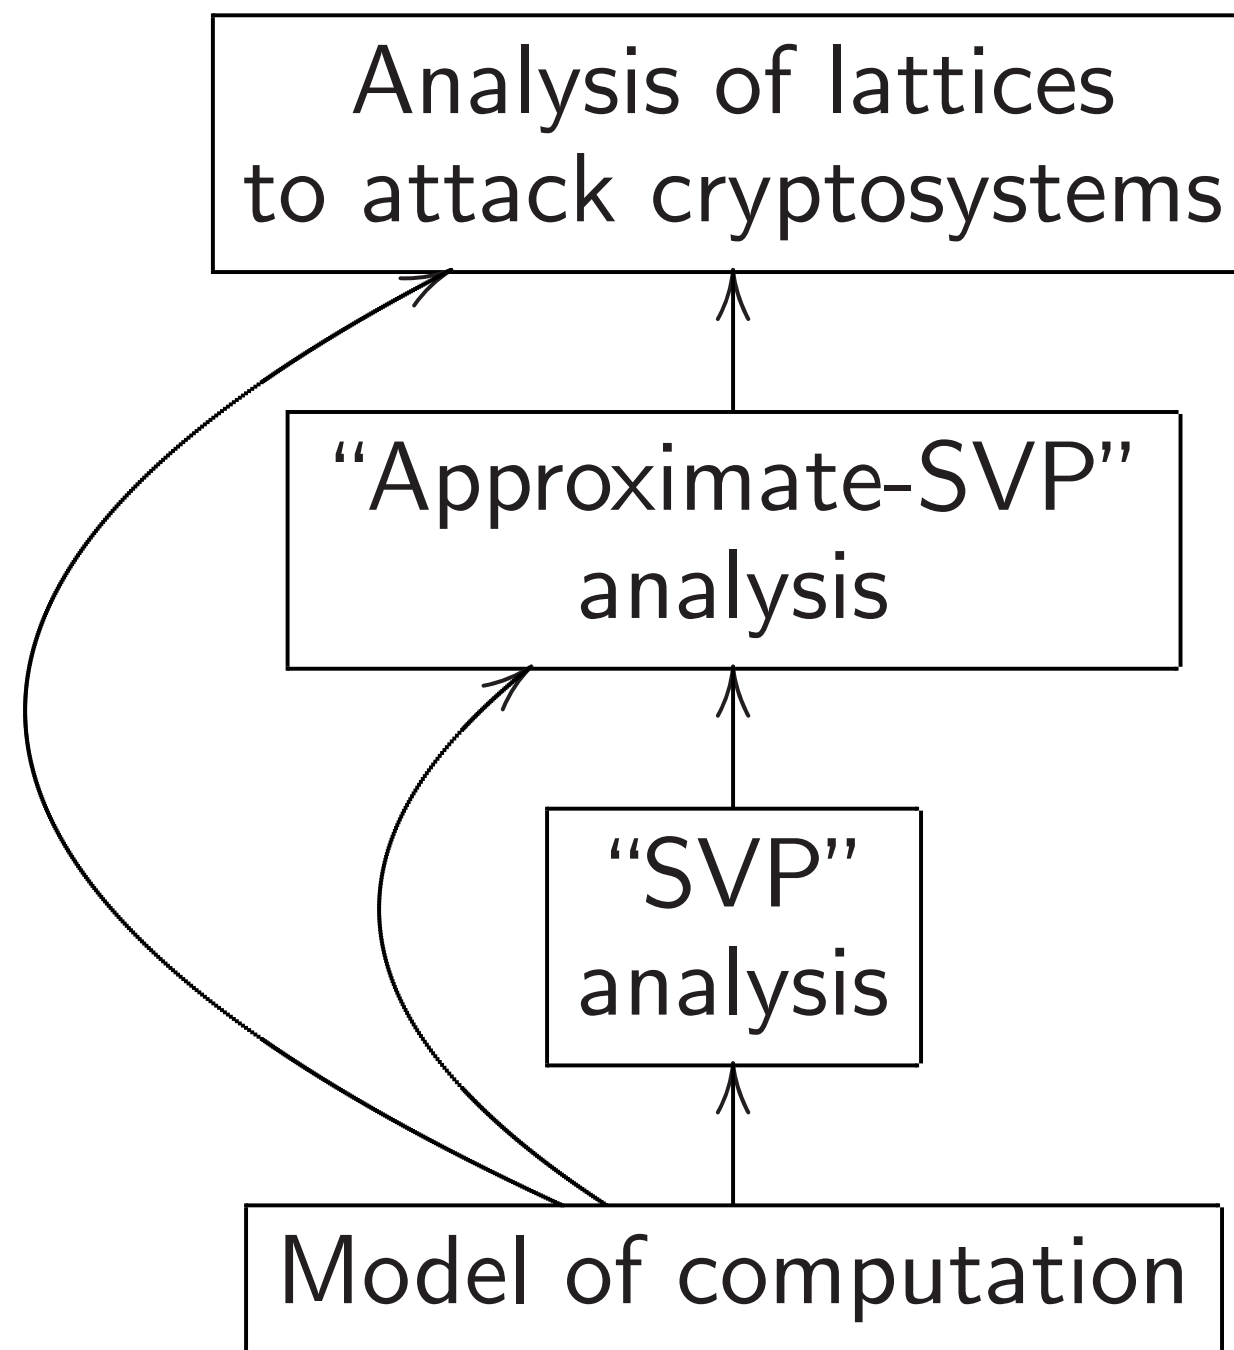 Analysis of lattices
to attack cryptosystems
“Approximate-SVP”
analysis
“SVP”
analysis
Model of computation